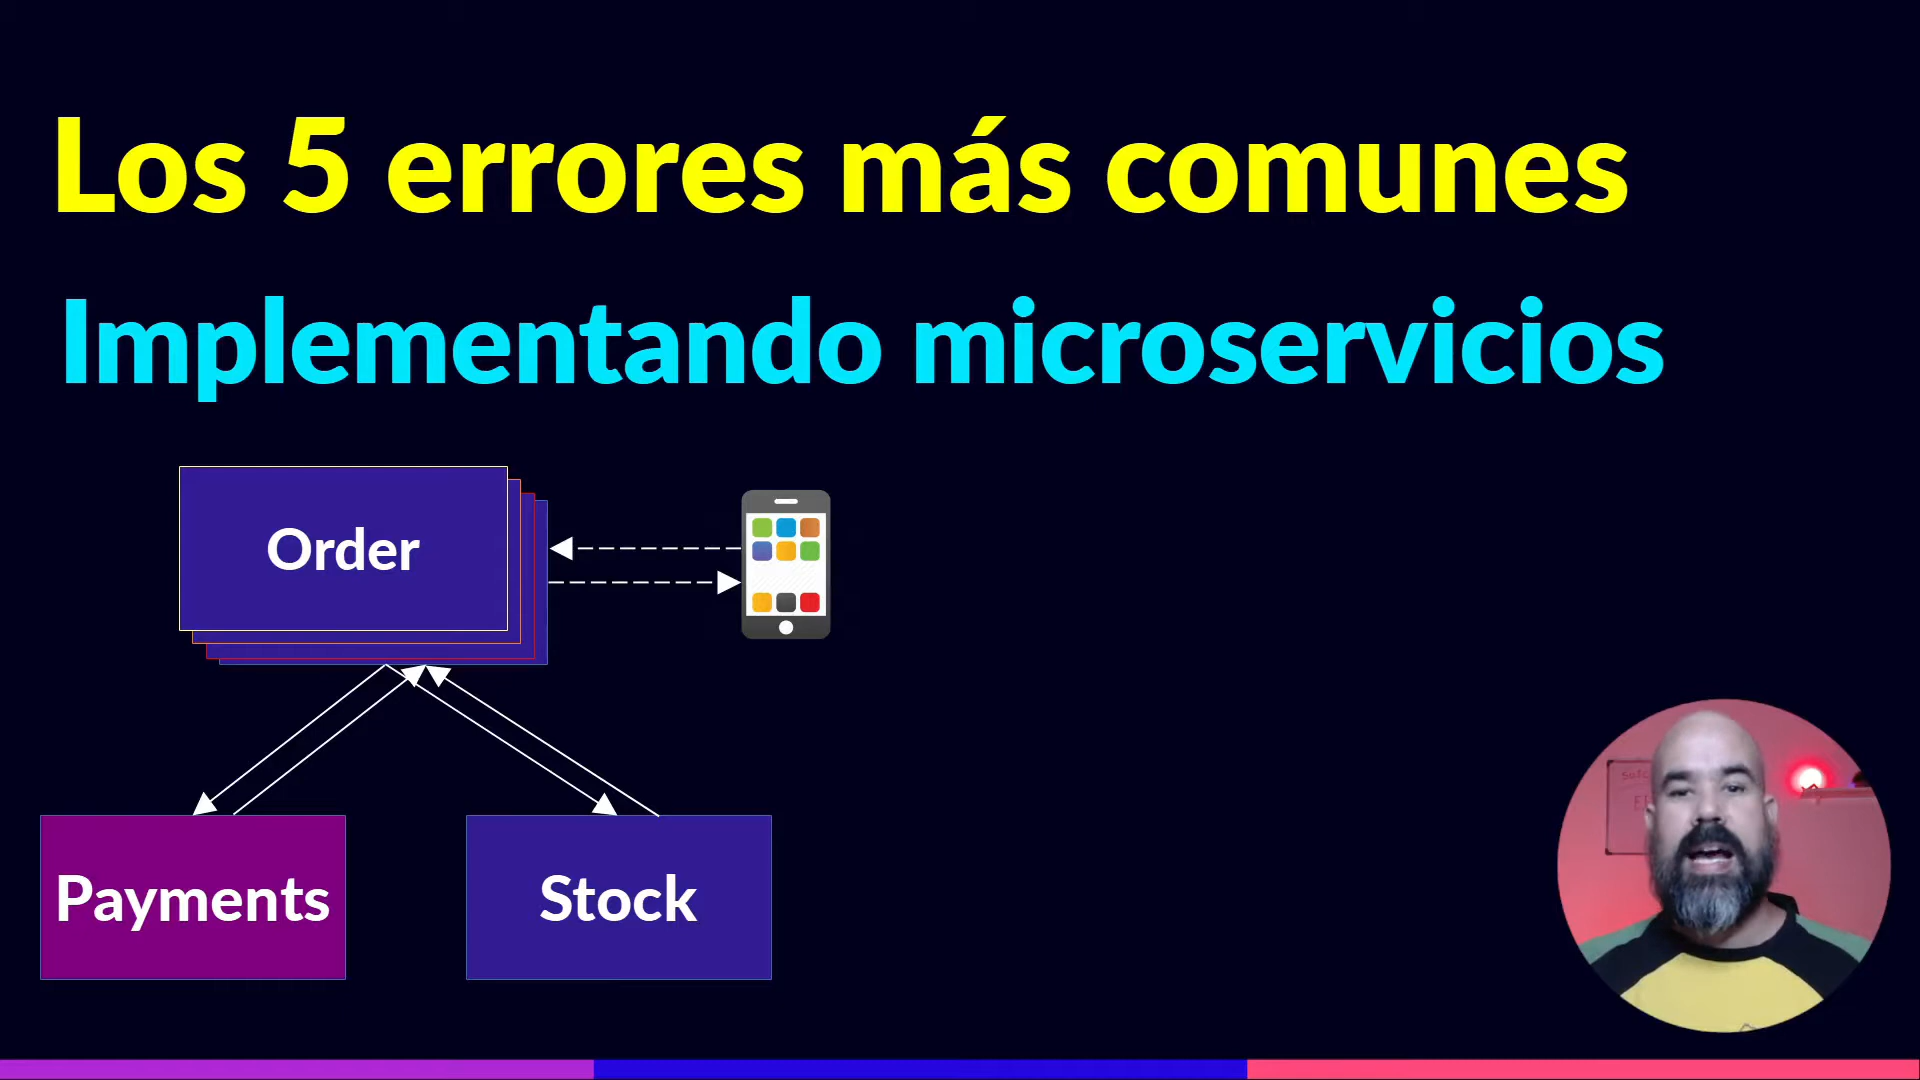 Los 5 errores más comunes
Implementando microservicios
Order
Payments
Stock